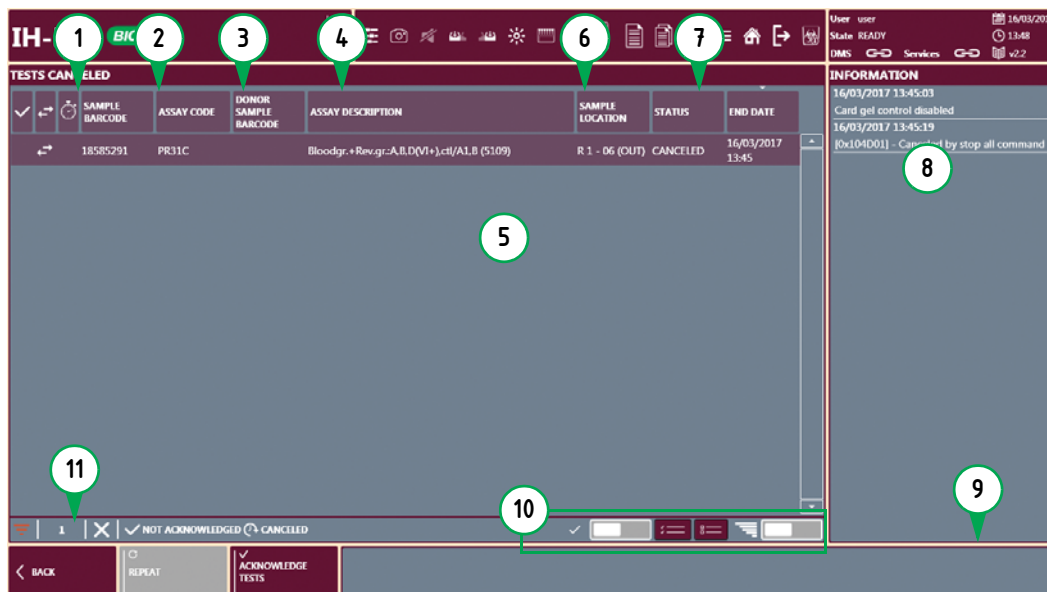 IH-
BIO
1
2
3
4
6
7
User user
16/03/201
State READY
13:48
DMS Services v2.2
TESTS CANCELED
INFORMATION
SAMPLE BARCODE
ASSAY CODE
DONOR SAMPLE BARCODE
ASSAY DESCRIPTION
SAMPLE LOCATION
STATUS
END DATE
16/03/2017 13:45:03
Card gel control disabled
16/03/2017 13:45:19
[0x104D01] - Canceled by stop all command
18585291 PR31C Bloodgr.+Rev.gr.:A,B,D(VI+),ctl/A1,B (5109) R 1 - 06 (OUT) CANCELED 16/03/2017 13:45
8
5
11
10
9
1 NOT ACKNOWLEDGED CANCELED
BACK
REPEAT
ACKNOWLEDGE TESTS